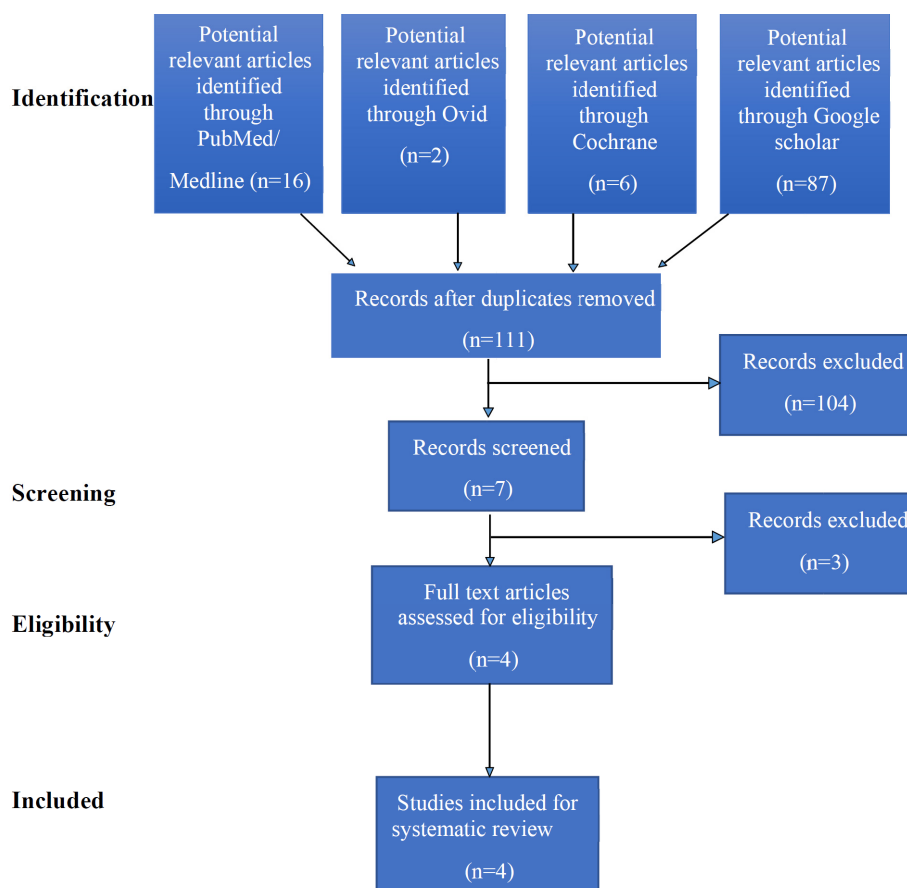 Identification
Potential
relevant articles
identified
through
PubMed/
Medline (n=16)
Potential
relevant articles
identified
through Ovid
(n=2)
Potential
relevant articles
identified
through
Cochrane
(n=6)
Potential
relevant articles
identified
through Google
scholar
(n=87)
Records after duplicates removed
(n=111)
Records excluded
(n=104)
Records screened
(n=7)
Screening
Records excluded
(n=3)
Full text articles
assessed for eligibility
(n=4)
Eligibility
Included
Studies included for
systematic review
(n=4)